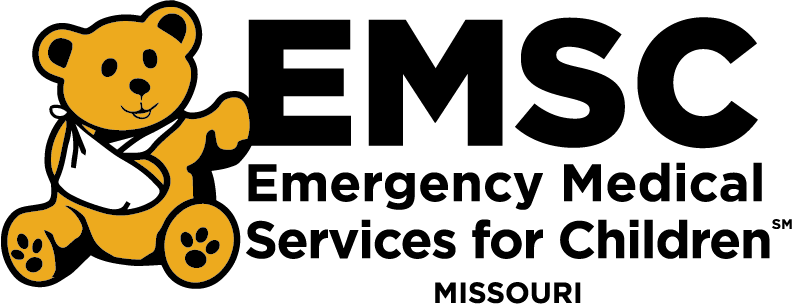 EMSC
Emergency Medical
Services for Children℠
MISSOURI